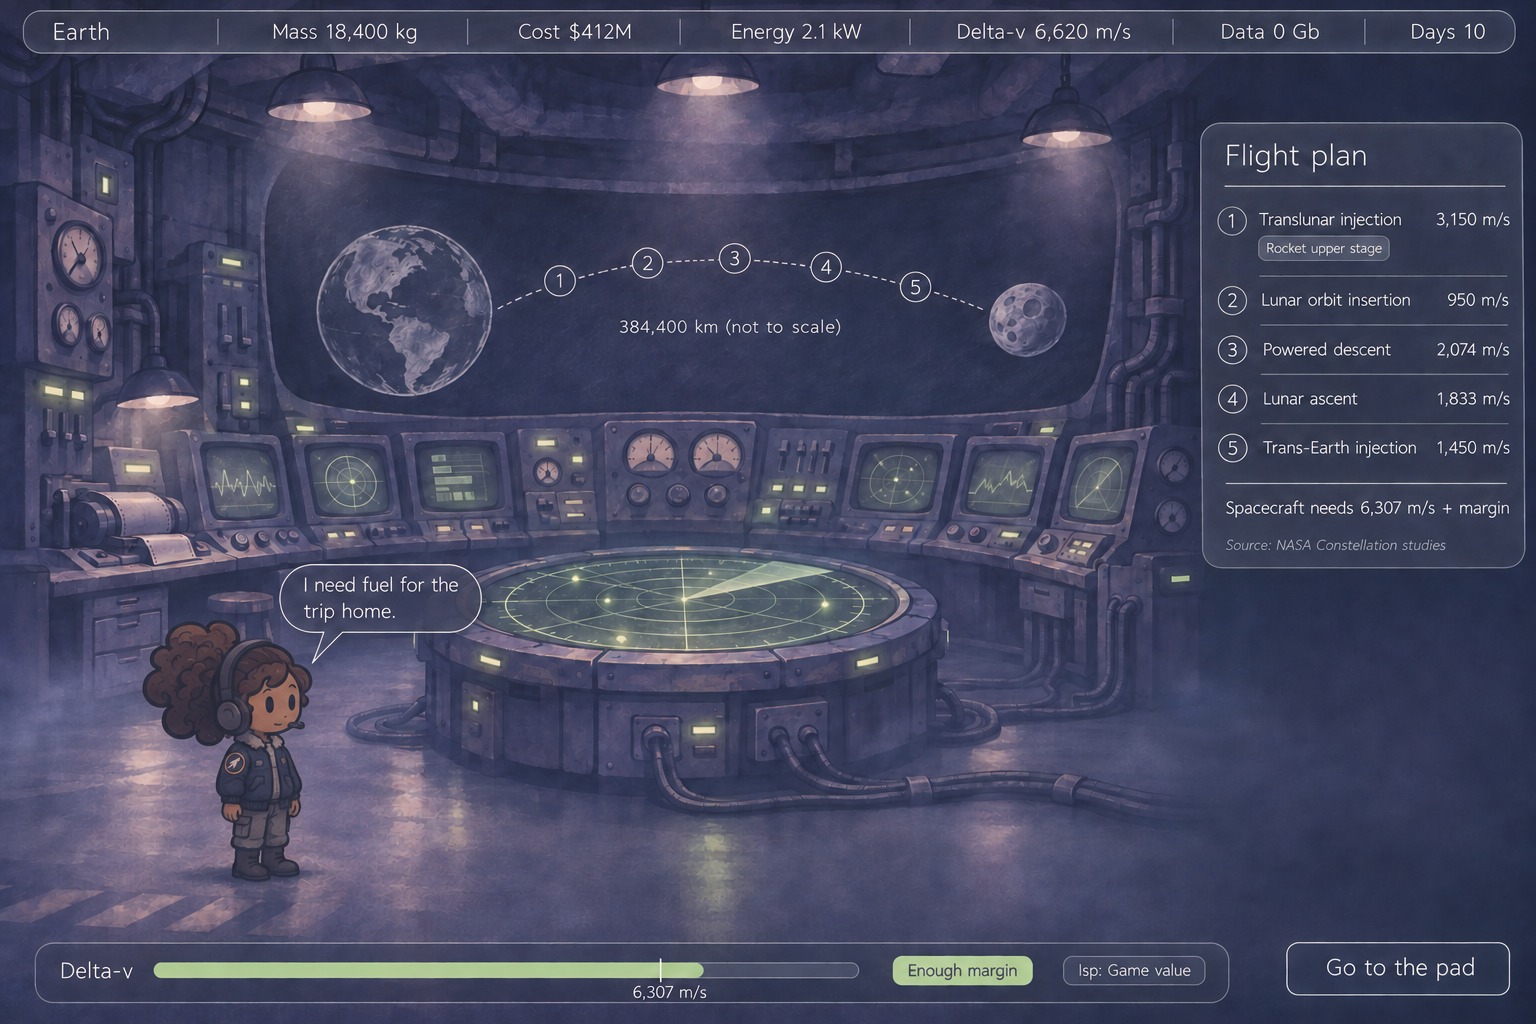 Earth
Mass 18,400 kg
Cost $412M
Energy 2.1 kW
Delta-v 6,620 m/s
Data 0 Gb
Days 10
Flight plan
1 Translunar injection 3,150 m/s
Rocket upper stage
2 Lunar orbit insertion 950 m/s
3 Powered descent 2,074 m/s
4 Lunar ascent 1,833 m/s
5 Trans-Earth injection 1,450 m/s
Spacecraft needs 6,307 m/s + margin
Source: NASA Constellation studies
1
2
3
4
5
384,400 km (not to scale)
I need fuel for the
trip home.
Delta-v
6,307 m/s
Enough margin
Isp: Game value
Go to the pad